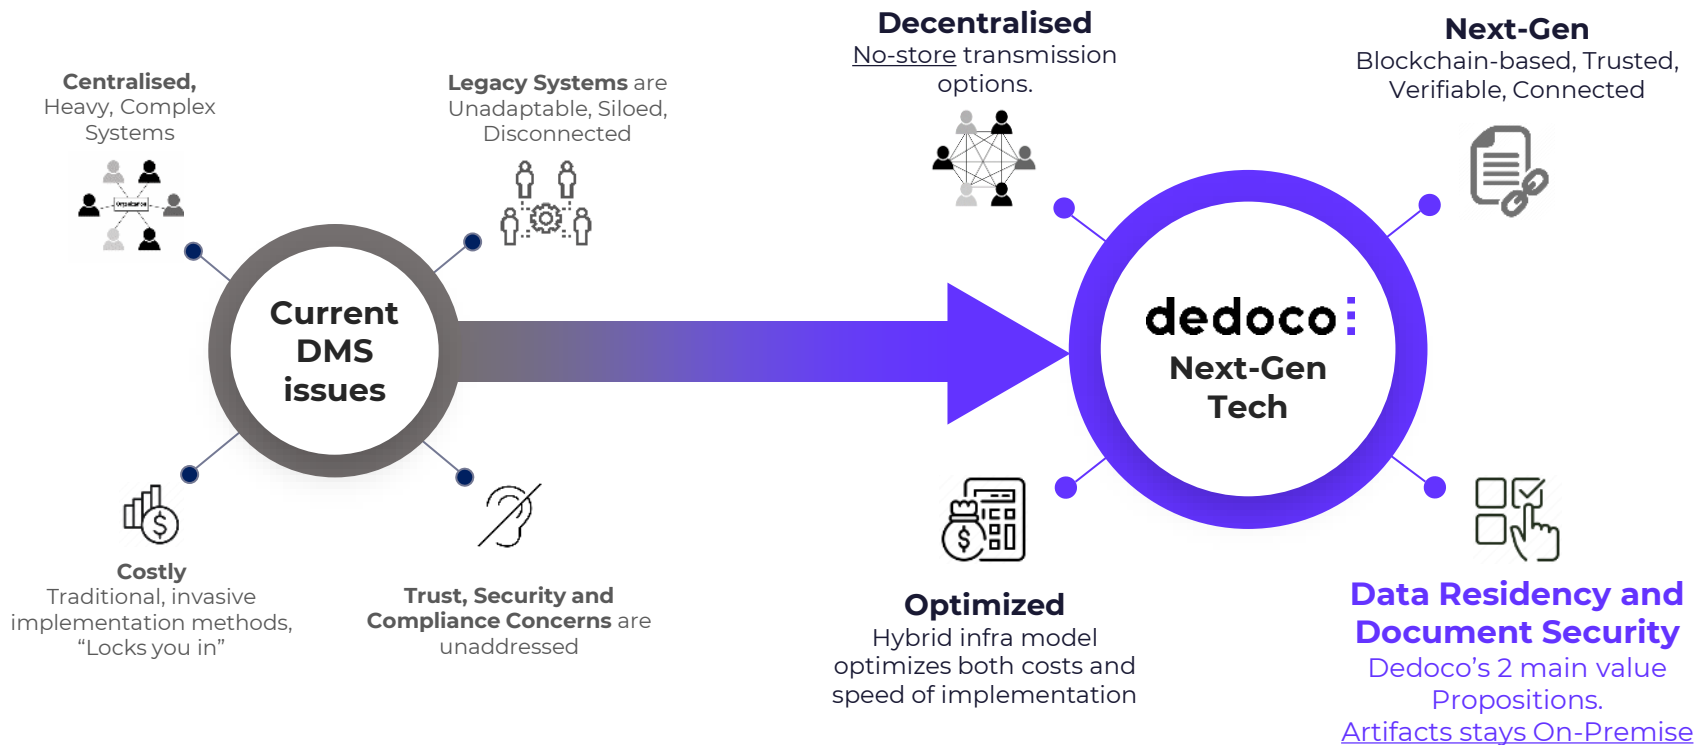 Centralised,
Heavy, Complex
Systems
Legacy Systems are
Unadaptable, Siloed,
Disconnected
Current
DMS
issues
Costly
Traditional, invasive
implementation methods,
“Locks you in”
Trust, Security and
Compliance Concerns are
unaddressed
Decentralised
No-store transmission
options.
Next-Gen
Blockchain-based, Trusted,
Verifiable, Connected
dedoco
Next-Gen
Tech
Optimized
Hybrid infra model
optimizes both costs and
speed of implementation
Data Residency and
Document Security
Dedoco’s 2 main value
Propositions.
Artifacts stays On-Premise